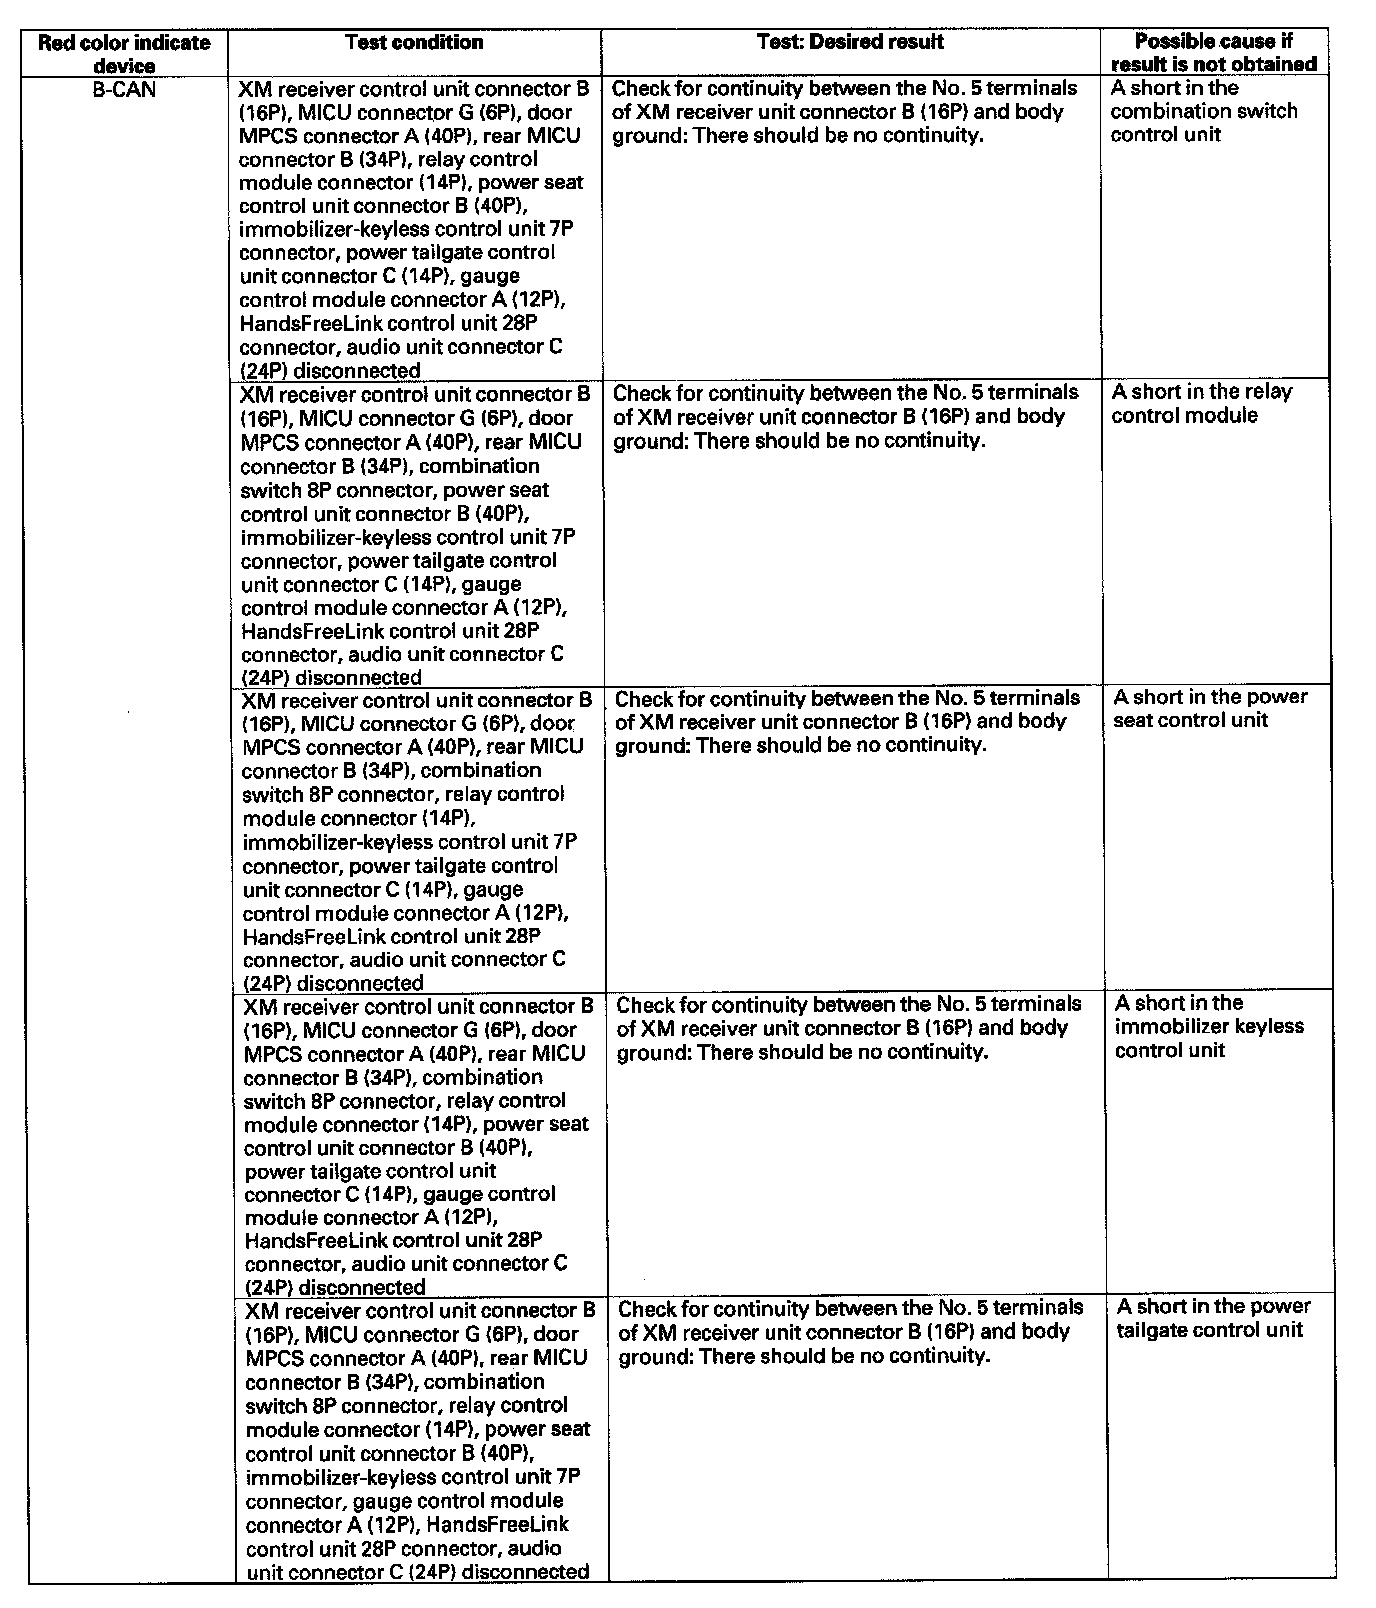 Red color indicate
device
Test condition
Test: Desired result
Possible cause if
result is not obtained
B-CAN
XM receiver control unit connector B
(16P), MICU connector G (6P), door
MPCS connector A (40P), rear MICU
connector B (34P), relay control
module connector (14P), power seat
control unit connector B (40P),
immobilizer-keyless control unit 7P
connector, power tailgate control
unit connector C (14P), gauge
control module connector A (12P),
HandsFreeLink control unit 28P
connector, audio unit connector C
(24P) disconnected
Check for continuity between the No. 5 terminals
of XM receiver unit connector B (16P) and body
ground: There should be no continuity.
A short in the
combination switch
control unit
XM receiver control unit connector B
(16P), MICU connector G (6P), door
MPCS connector A (40P), rear MICU
connector B (34P), combination
switch 8P connector, power seat
control unit connector B (40P),
immobilizer-keyless control unit 7P
connector, power tailgate control
unit connector C (14P), gauge
control module connector A (12P),
HandsFreeLink control unit 28P
connector, audio unit connector C
(24P) disconnected
Check for continuity between the No. 5 terminals
of XM receiver unit connector B (16P) and body
ground: There should be no continuity.
A short in the relay
control module
XM receiver control unit connector B
(16P), MICU connector G (6P), door
MPCS connector A (40P), rear MICU
connector B (34P), combination
switch 8P connector, relay control
module connector (14P),
immobilizer-keyless control unit 7P
connector, power tailgate control
unit connector C (14P), gauge
control module connector A (12P),
HandsFreeLink control unit 28P
connector, audio unit connector C
(24P) disconnected
Check for continuity between the No. 5 terminals
of XM receiver unit connector B (16P) and body
ground: There should be no continuity.
A short in the power
seat control unit
XM receiver control unit connector B
(16P), MICU connector G (6P), door
MPCS connector A (40P), rear MICU
connector B (34P), combination
switch 8P connector, relay control
module connector (14P), power seat
control unit connector B (40P),
power tailgate control unit
connector C (14P), gauge control
module connector A (12P),
HandsFreeLink control unit 28P
connector, audio unit connector C
(24P) disconnected
Check for continuity between the No. 5 terminals
of XM receiver unit connector B (16P) and body
ground: There should be no continuity.
A short in the
immobilizer keyless
control unit
XM receiver control unit connector B
(16P), MICU connector G (6P), door
MPCS connector A (40P), rear MICU
connector B (34P), combination
switch 8P connector, relay control
module connector (14P), power seat
control unit connector B (40P),
immobilizer-keyless control unit 7P
connector, gauge control module
connector A (12P), HandsFreeLink
control unit 28P connector, audio
unit connector C (24P) disconnected
Check for continuity between the No. 5 terminals
of XM receiver unit connector B (16P) and body
ground: There should be no continuity.
A short in the power
tailgate control unit